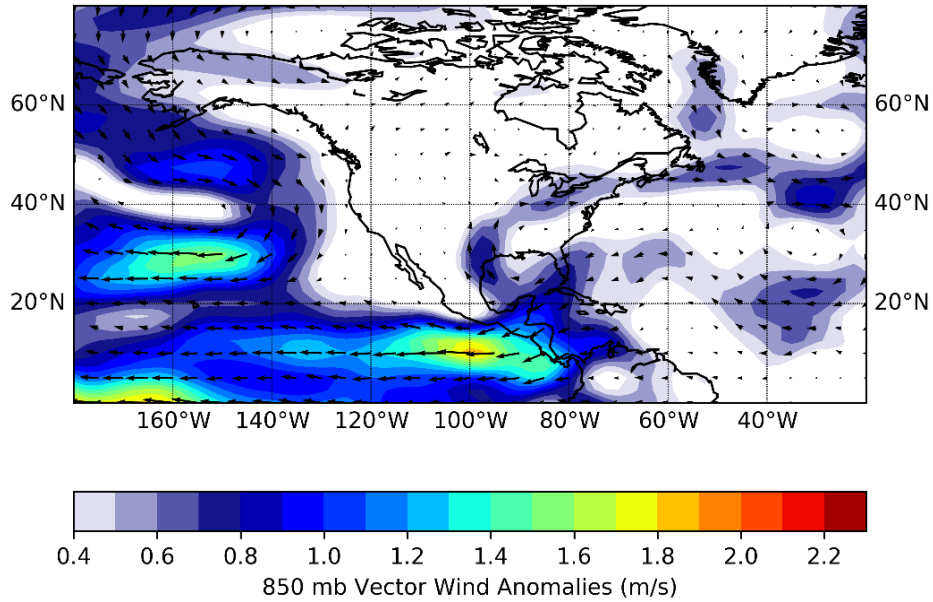 60°N 60°N
40°N 40°N
20°N 20°N
160°W 140°W 120°W 100°W 80°W 60°W 40°W
0.4 0.6 0.8 1.0 1.2 1.4 1.6 1.8 2.0 2.2
850 mb Vector Wind Anomalies (m/s)